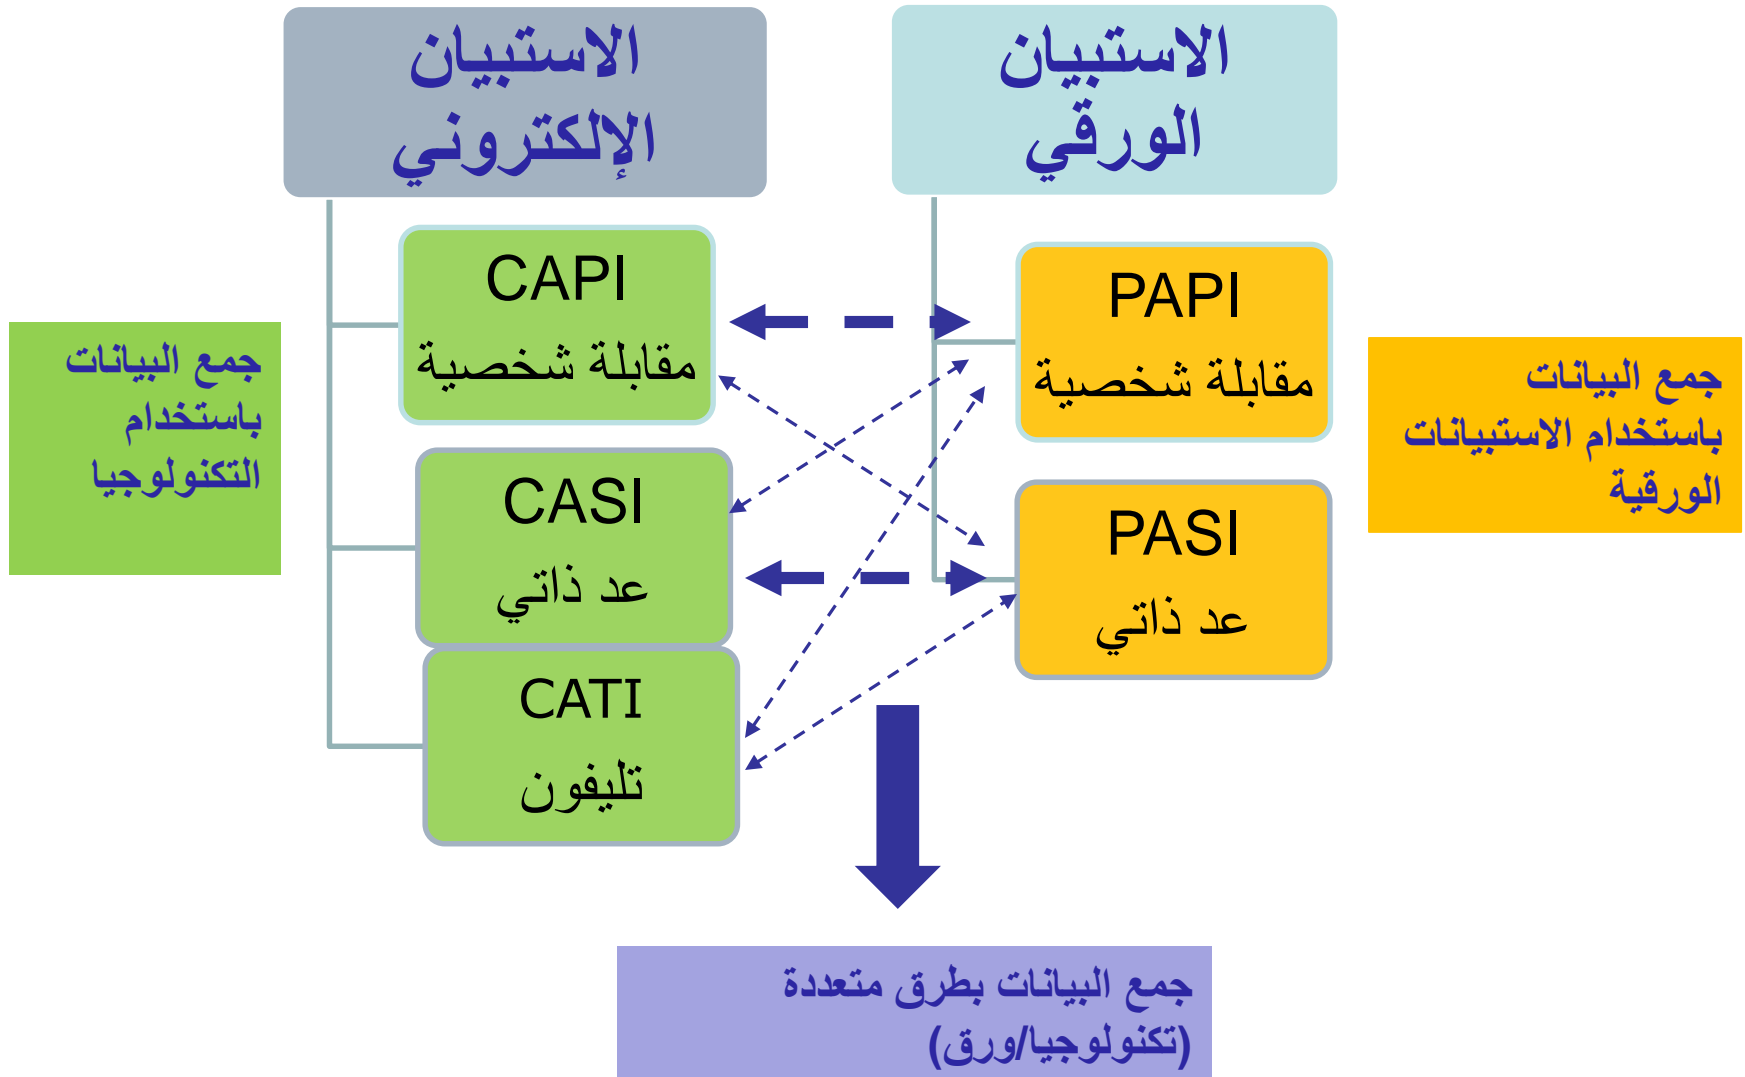 الاستبيان
الورقي
الاستبيان
الإلكتروني
PAPI
مقابلة شخصية
PASI
عد ذاتي
CAPI
مقابلة شخصية
CASI
عد ذاتي
CATI
تليفون
جمع البيانات
باستخدام الاستبيانات
الورقية
جمع البيانات
باستخدام
التكنولوجيا
جمع البيانات بطرق متعددة
(تكنولوجيا/ورق)